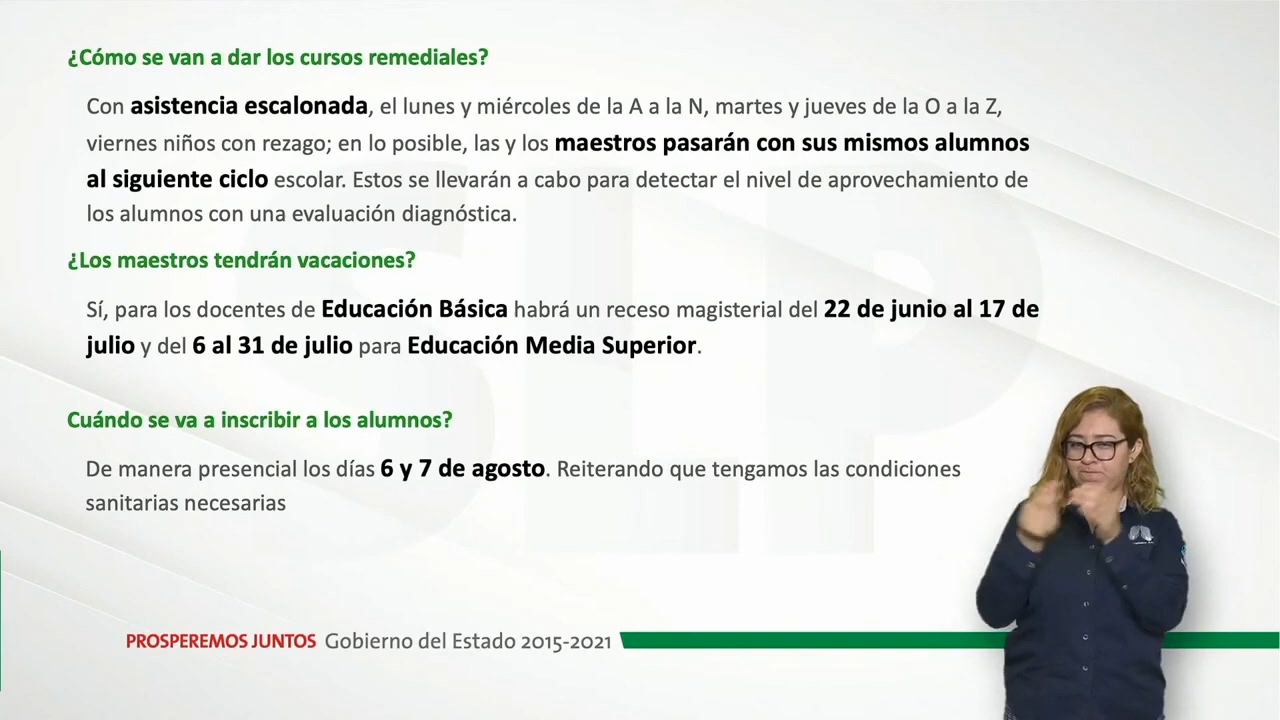 ¿Cómo se van a dar los cursos remediales?
Con asistencia escalonada, el lunes y miércoles de la A a la N, martes y jueves de la O a la Z,
viernes niños con rezago; en lo posible, las y los maestros pasarán con sus mismos alumnos
al siguiente ciclo escolar. Estos se llevarán a cabo para detectar el nivel de aprovechamiento de
los alumnos con una evaluación diagnóstica.
¿Los maestros tendrán vacaciones?
Sí, para los docentes de Educación Básica habrá un receso magisterial del 22 de junio al 17 de
julio y del 6 al 31 de julio para Educación Media Superior.
Cuándo se va a inscribir a los alumnos?
De manera presencial los días 6 y 7 de agosto. Reiterando que tengamos las condiciones
sanitarias necesarias
SLP
PROSPEREMOS JUNTOS Gobierno del Estado 2015-2021